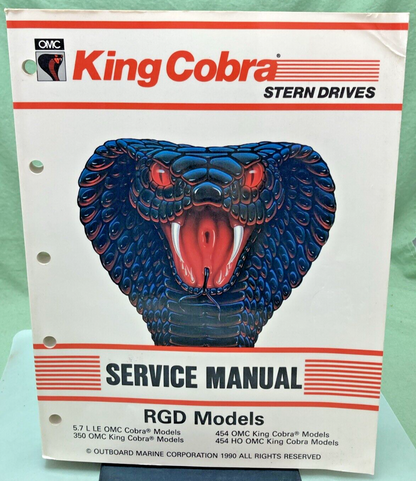 OMC
King Cobra®
STERN DRIVES
SERVICE MANUAL
RGD Models
5.7 L LE OMC Cobra® Models
350 OMC King Cobra® Models
454 OMC King Cobra® Models
454 HO OMC King Cobra Models
© OUTBOARD MARINE CORPORATION 1990 ALL RIGHTS RESERVED